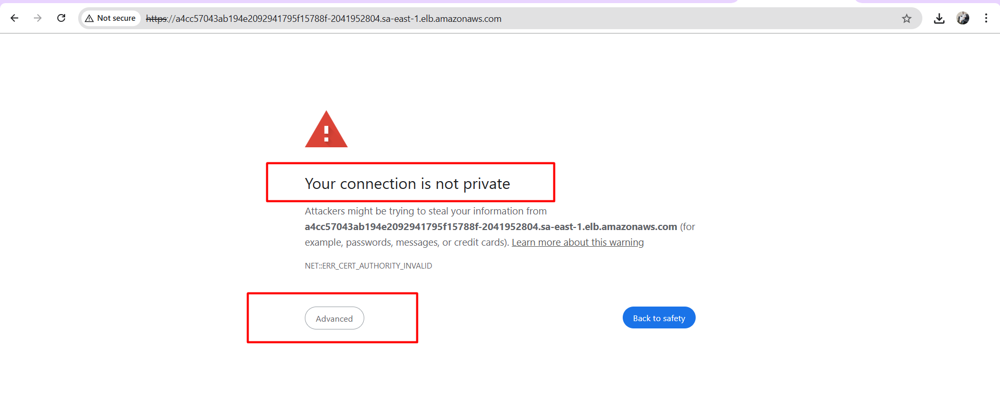 Not secure https://a4cc57043ab194e2092941795f15788f-2041952804.sa-east-1.elb.amazonaws.com
Your connection is not private
Attackers might be trying to steal your information from
a4cc57043ab194e2092941795f15788f-2041952804.sa-east-1.elb.amazonaws.com (for
example, passwords, messages, or credit cards). Learn more about this warning
NET::ERR_CERT_AUTHORITY_INVALID
Advanced
Back to safety